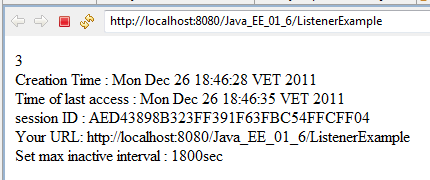 http://localhost:8080/Java_EE_01_6/ListenerExample
3
Creation Time : Mon Dec 26 18:46:28 VET 2011
Time of last access : Mon Dec 26 18:46:35 VET 2011
session ID : AED43898B323FF391F63FBC54FFCFF04
Your URL: http://localhost:8080/Java_EE_01_6/ListenerExample
Set max inactive interval : 1800sec